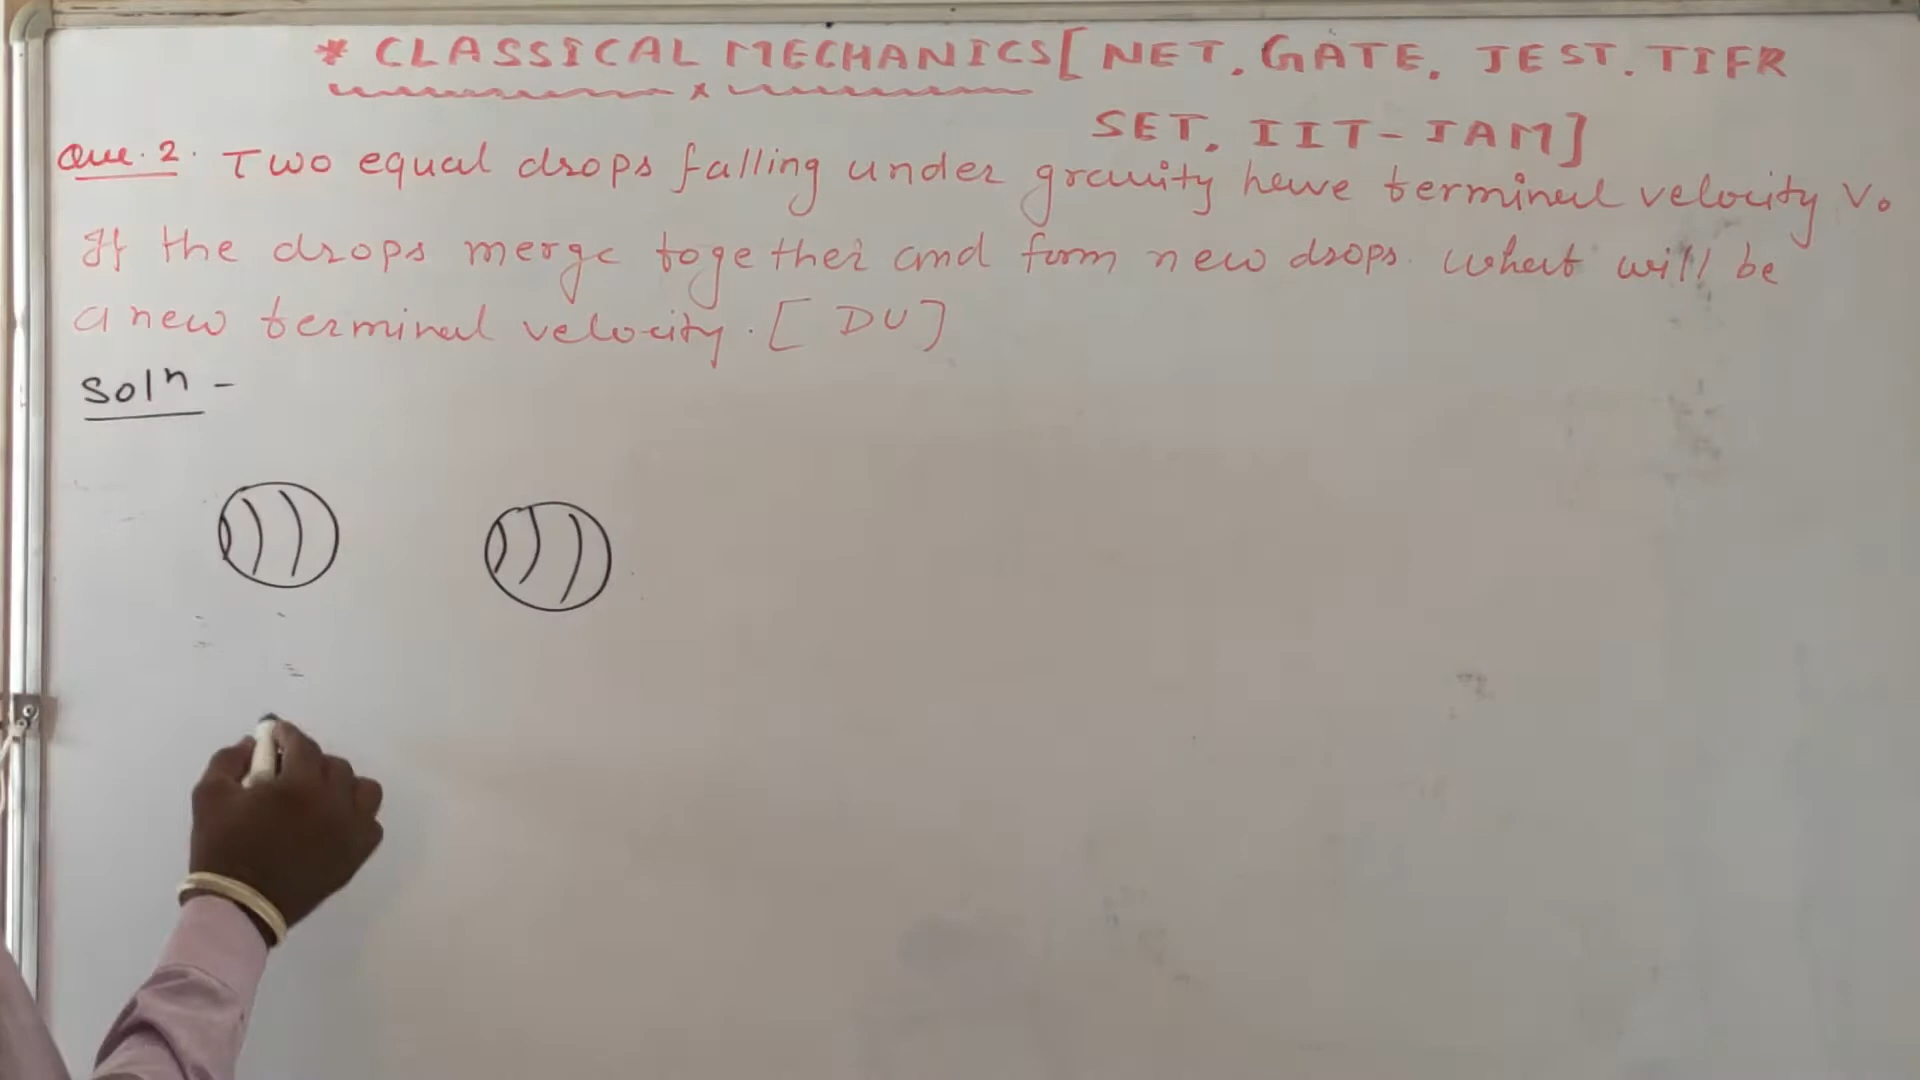 * CLASSICAL MECHANICS [ NET, GATE, JEST, TIFR
SET, IIT-JAM]
Que. 2. Two equal drops falling under gravity have terminal velocity V₀
If the drops merge together and form new drops. what will be
a new terminal velocity. [ DU ]
Solⁿ -